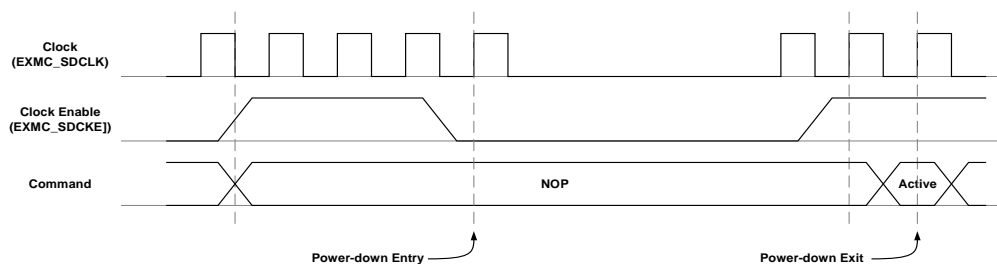 Clock
(EXMC_SDCLK)
Clock Enable
(EXMC_SDCKE])
Command
NOP
Active
Power-down Entry
Power-down Exit